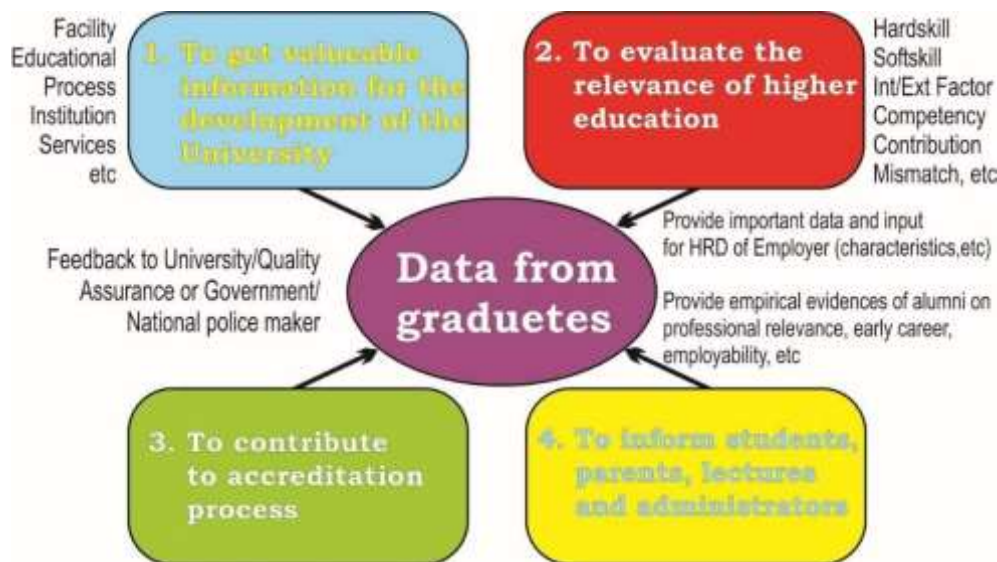 Facility
Educational
Process
Institution
Services
etc
1. To get valueable
information for the
development of the
University
2. To evaluate the
relevance of higher
education
Hardskill
Softskill
Int/Ext Factor
Competency
Contribution
Mismatch, etc
Feedback to University/Quality
Assurance or Government/
National police maker
Data from
graduetes
Provide important data and input
for HRD of Employer (characteristics,etc)
Provide empirical evidences of alumni on
professional relevance, early career,
employability, etc
3. To contribute
to accreditation
process
4. To inform students,
parents, lectures
and administrators